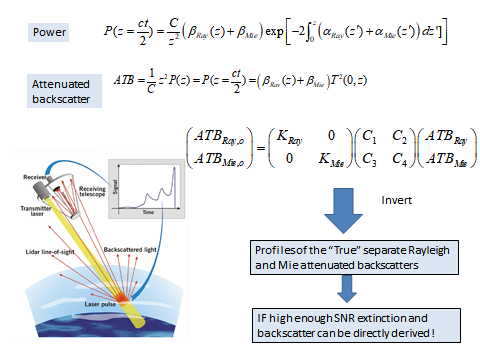 Power
P(z = ct/2) = C/z² (β_Ray(z) + β_Mie) exp[−2∫₀ᶻ (α_Ray(z') + α_Mie(z')) dz']
Attenuated
backscatter
ATB = 1/C z² P(z) = P(z = ct/2) = (β_Ray(z) + β_Mie) T²(0, z)
(ATB_Ray,o) = (K_Ray 0) (C₁ C₂) (ATB_Ray)
(ATB_Mie,o) (0 K_Mie) (C₃ C₄) (ATB_Mie)
Receiver
Receiving
telescope
Transmitter
laser
Signal
Time
Invert
Lidar line-of-sight
Backscattered light
Laser pulse
Profiles of the "True" separate Rayleigh
and Mie attenuated backscatters
IF high enough SNR extinction and
backscatter can be directly derived!